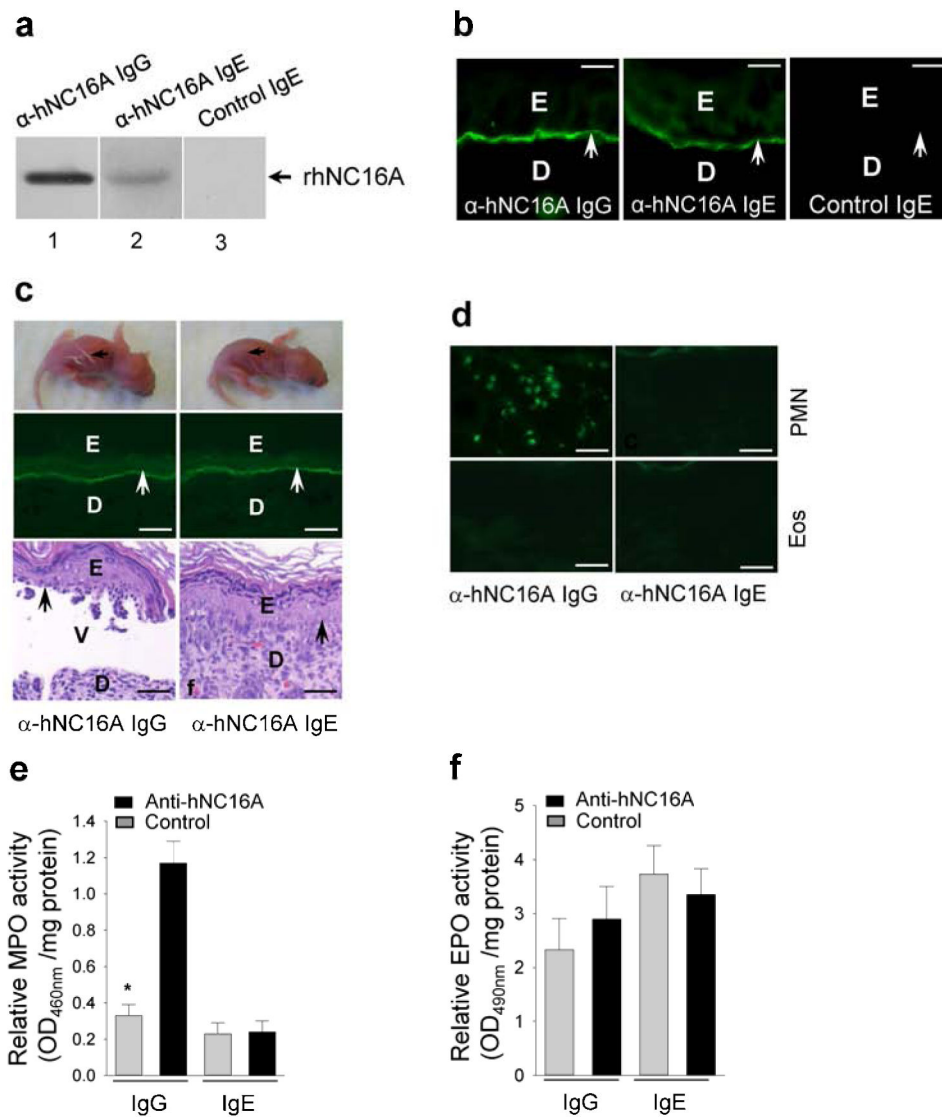 a
α-hNC16A IgG
α-hNC16A IgE
Control IgE
rhNC16A
1 2 3
b
E E E
D D D
α-hNC16A IgG α-hNC16A IgE Control IgE
c
E E
D D
E E
V
D D
f
α-hNC16A IgG α-hNC16A IgE
d
PMN
C
Eos
α-hNC16A IgG α-hNC16A IgE
e
Anti-hNC16A
Control
Relative MPO activity
(OD460nm /mg protein)
1.4
1.2
1.0
0.8
0.6
0.4
0.2
0.0
*
IgG IgE
f
Anti-hNC16A
Control
Relative EPO activity
(OD490nm /mg protein)
5
4
3
2
1
0
IgG IgE